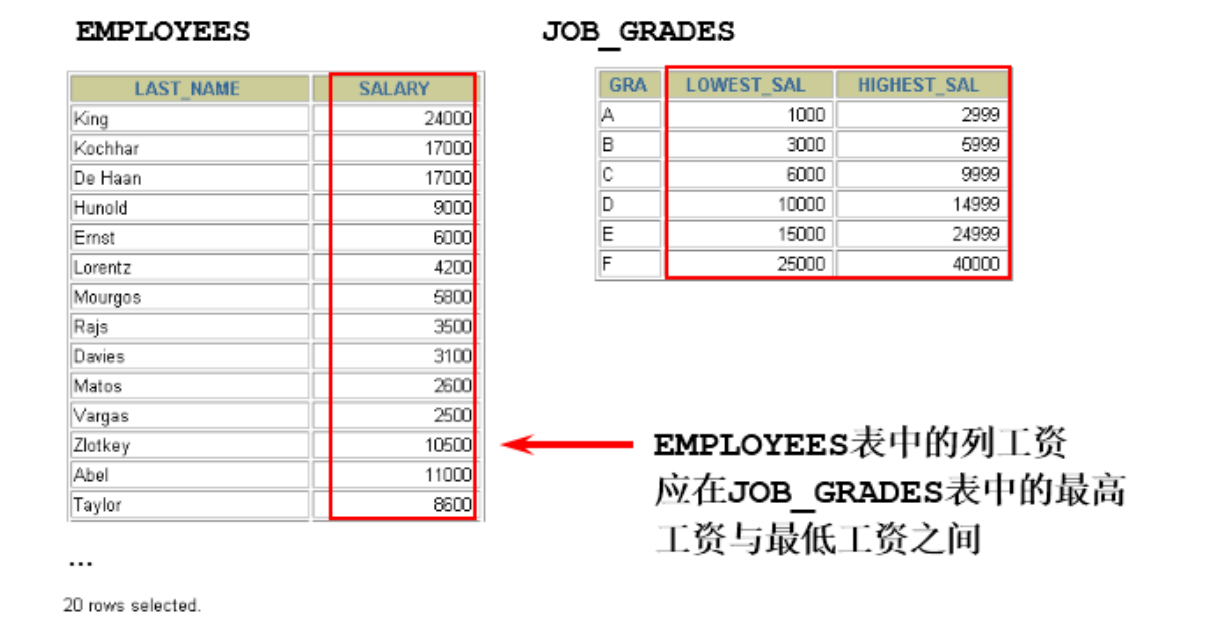 EMPLOYEES
JOB_GRADES
LAST_NAME SALARY
King 24000
Kochhar 17000
De Haan 17000
Hunold 9000
Ernst 6000
Lorentz 4200
Mourgos 5800
Rajs 3500
Davies 3100
Matos 2600
Vargas 2500
Zlotkey 10500
Abel 11000
Taylor 8600
...
20 rows selected.
GRA LOWEST_SAL HIGHEST_SAL
A 1000 2999
B 3000 5999
C 6000 9999
D 10000 14999
E 15000 24999
F 25000 40000
EMPLOYEES表中的列工资
应在JOB_GRADES表中的最高
工资与最低工资之间